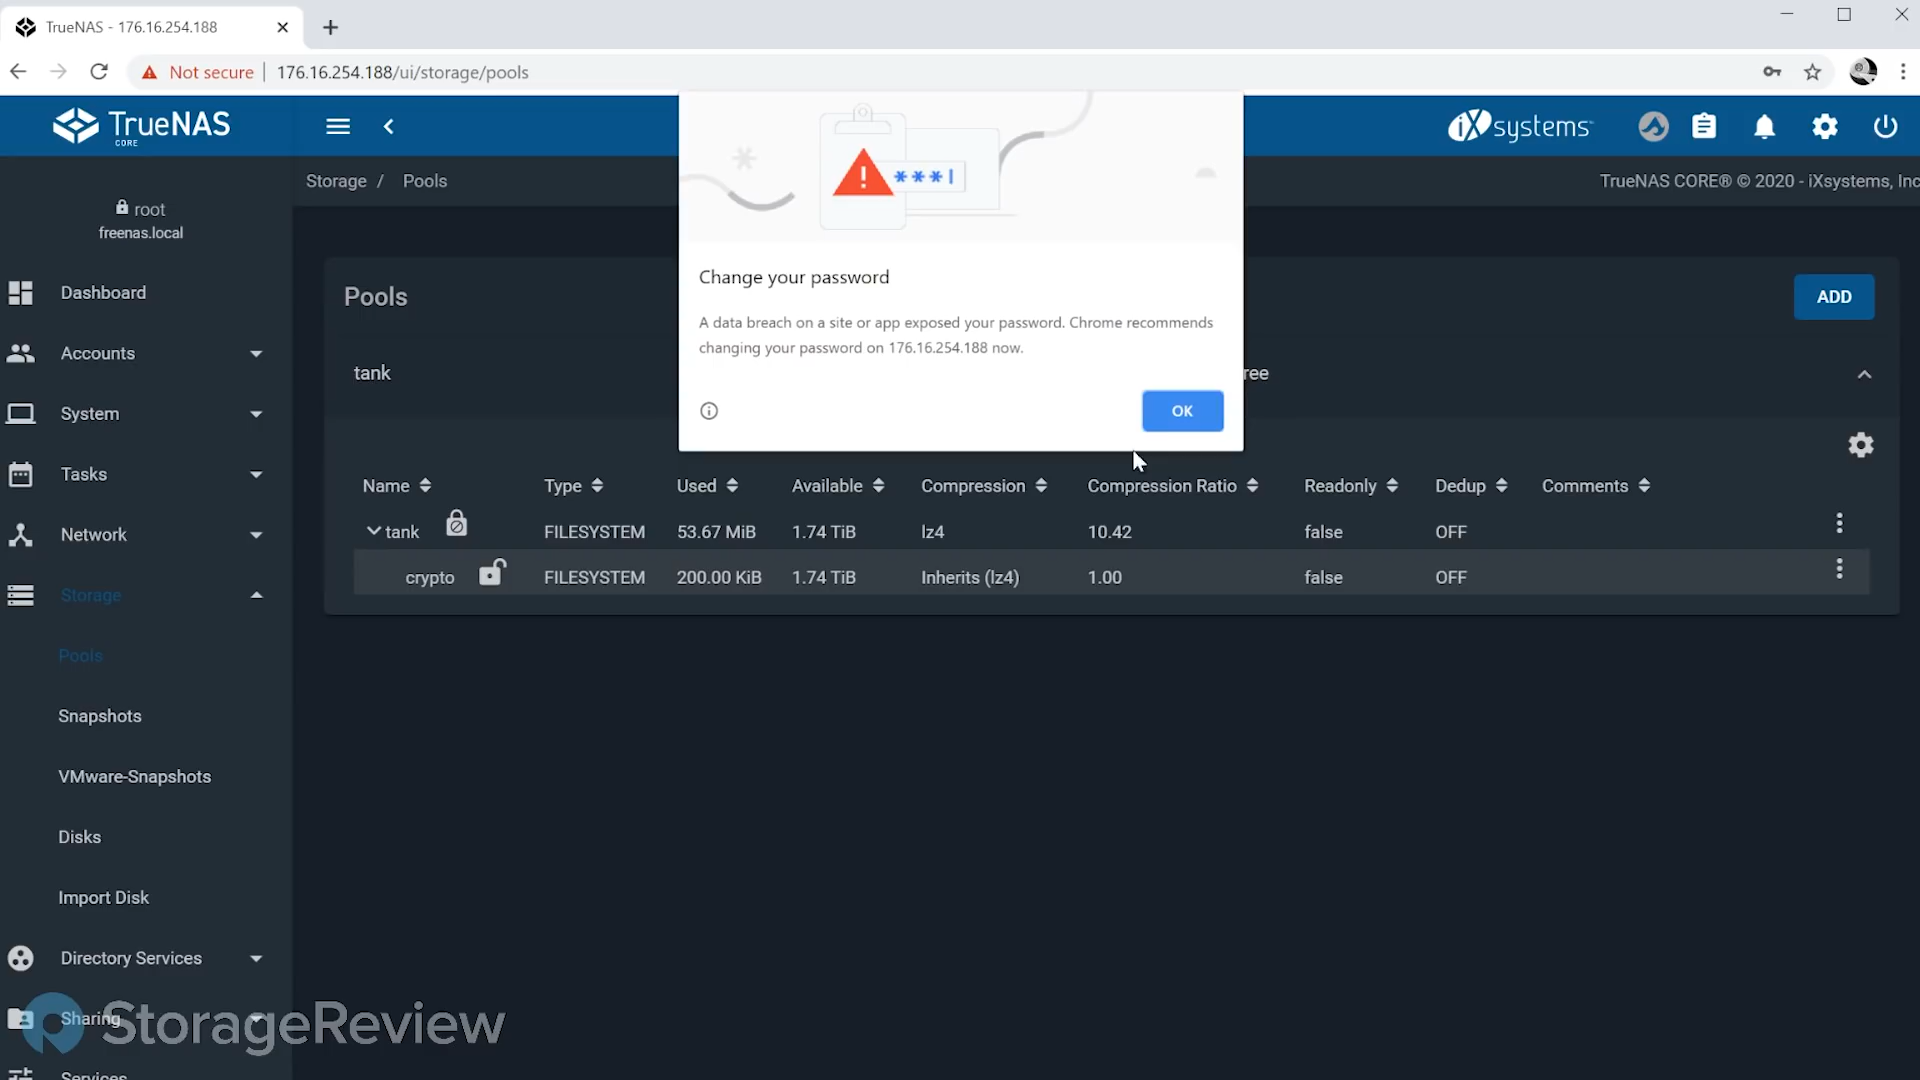 TrueNAS - 176.16.254.188
Not secure | 176.16.254.188/ui/storage/pools
TrueNAS
CORE
iXsystems
Storage / Pools
TrueNAS CORE® © 2020 - iXsystems, Inc
root
freenas.local
Dashboard
Accounts
System
Tasks
Network
Storage
Pools
Snapshots
VMware-Snapshots
Disks
Import Disk
Directory Services
Sharing
Services
***|
Change your password
A data breach on a site or app exposed your password. Chrome recommends
changing your password on 176.16.254.188 now.
OK
Pools
ADD
tank
ree
Name Type Used Available Compression Compression Ratio Readonly Dedup Comments
tank FILESYSTEM 53.67 MiB 1.74 TiB lz4 10.42 false OFF
crypto FILESYSTEM 200.00 KiB 1.74 TiB Inherits (lz4) 1.00 false OFF
StorageReview